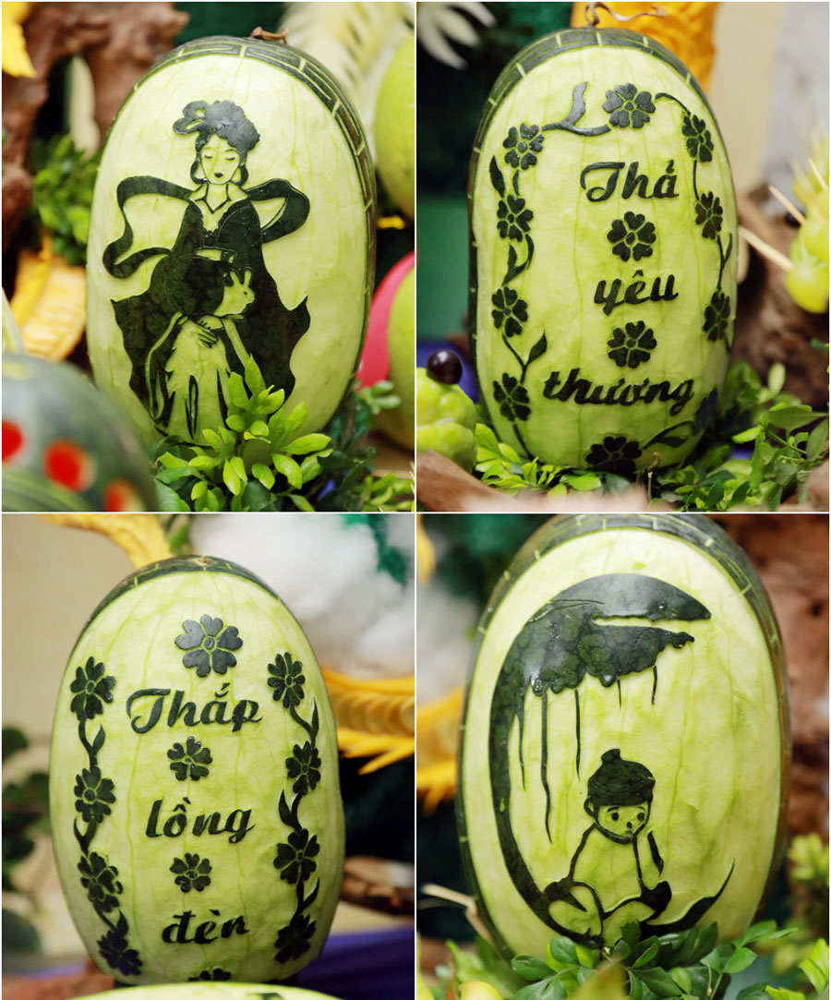 Thả
yêu
thương
Thắp
lồng
đèn